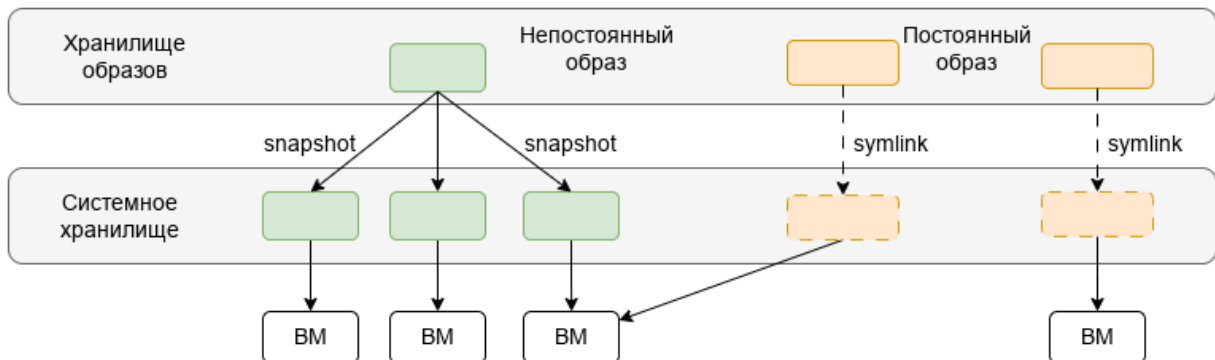 Хранилище
образов
Непостоянный
образ
Постоянный
образ
snapshot
snapshot
symlink
symlink
Системное
хранилище
ВМ
ВМ
ВМ
ВМ